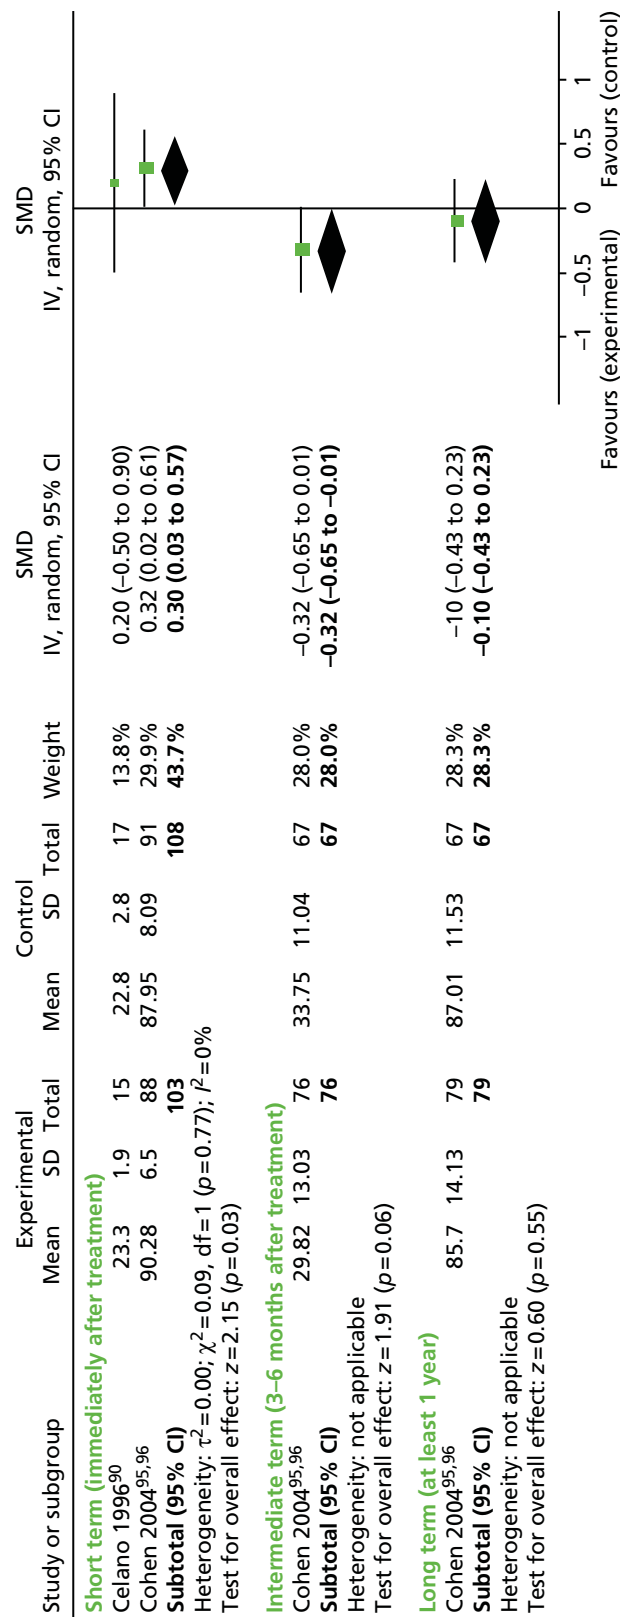 Experimental Control SMD SMD
Study or subgroup Mean SD Total Mean SD Total Weight IV, random, 95% CI IV, random, 95% CI
Short term (immediately after treatment)
Celano 1996⁹⁰ 23.3 1.9 15 22.8 2.8 17 13.8% 0.20 (−0.50 to 0.90)
Cohen 2004⁹⁵,⁹⁶ 90.28 6.5 88 87.95 8.09 91 29.9% 0.32 (0.02 to 0.61)
Subtotal (95% CI) 103 108 43.7% 0.30 (0.03 to 0.57)
Heterogeneity: τ²=0.00; χ²=0.09, df=1 (p=0.77); I²=0%
Test for overall effect: z=2.15 (p=0.03)
Intermediate term (3–6 months after treatment)
Cohen 2004⁹⁵,⁹⁶ 29.82 13.03 76 33.75 11.04 67 28.0% −0.32 (−0.65 to 0.01)
Subtotal (95% CI) 76 67 28.0% −0.32 (−0.65 to −0.01)
Heterogeneity: not applicable
Test for overall effect: z=1.91 (p=0.06)
Long term (at least 1 year)
Cohen 2004⁹⁵,⁹⁶ 85.7 14.13 79 87.01 11.53 67 28.3% −10 (−0.43 to 0.23)
Subtotal (95% CI) 79 67 28.3% −0.10 (−0.43 to 0.23)
Heterogeneity: not applicable
Test for overall effect: z=0.60 (p=0.55)
−1 −0.5 0 0.5 1
Favours (experimental) Favours (control)